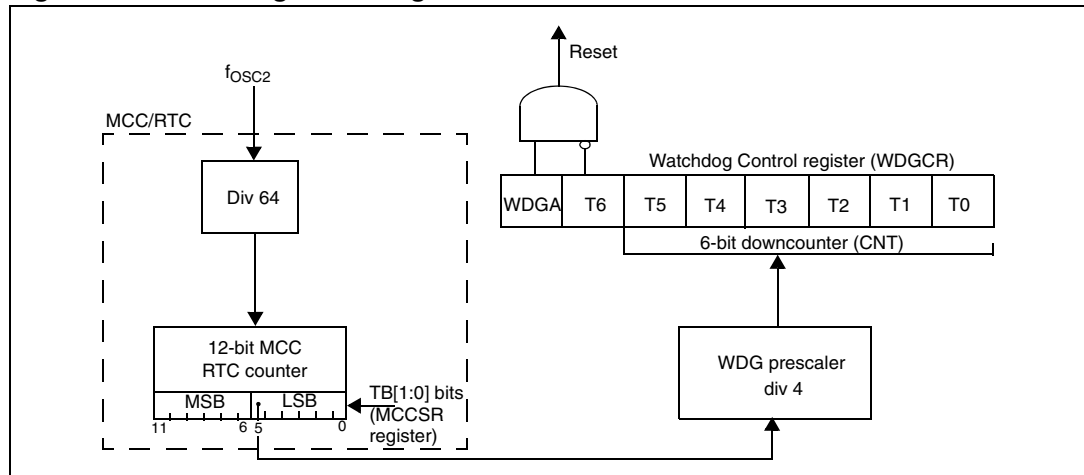 Reset
fOSC2
MCC/RTC
Div 64
12-bit MCC
RTC counter
MSB
LSB
11
6
5
0
TB[1:0] bits
(MCCSR
register)
Watchdog Control register (WDGCR)
WDGA
T6
T5
T4
T3
T2
T1
T0
6-bit downcounter (CNT)
WDG prescaler
div 4